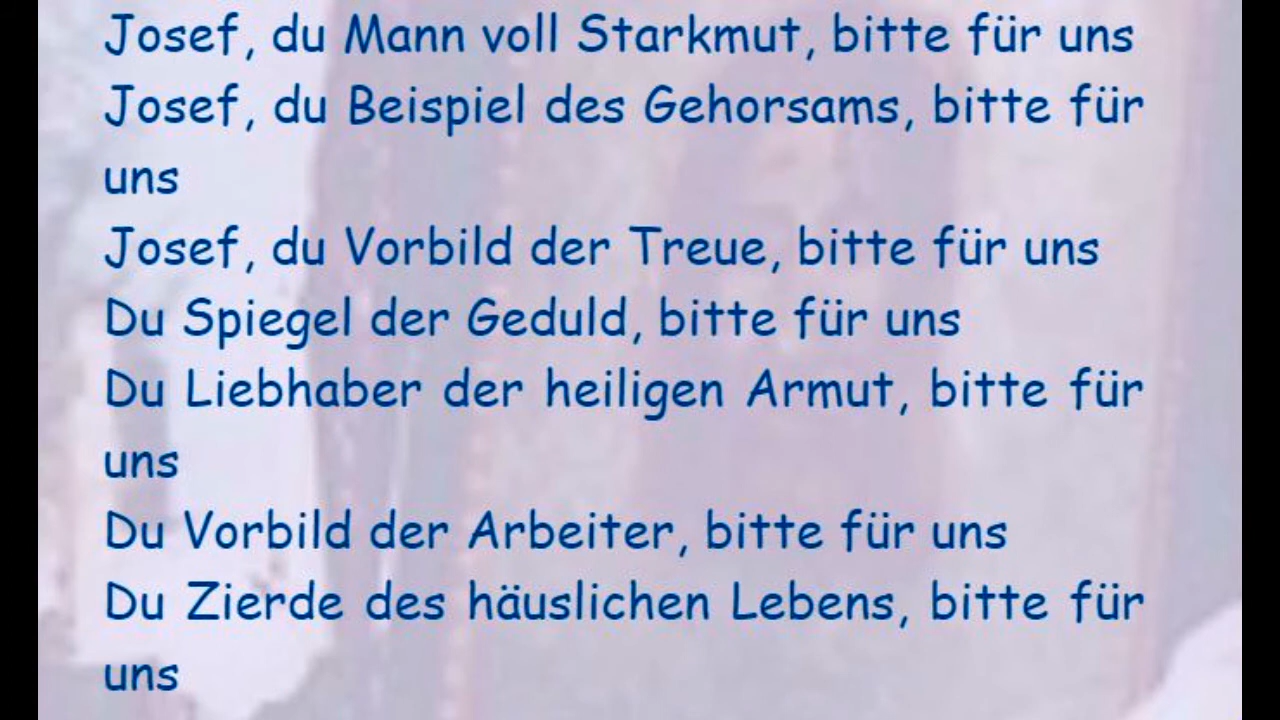 Josef, du Mann voll Starkmut, bitte für uns
Josef, du Beispiel des Gehorsams, bitte für
uns
Josef, du Vorbild der Treue, bitte für uns
Du Spiegel der Geduld, bitte für uns
Du Liebhaber der heiligen Armut, bitte für
uns
Du Vorbild der Arbeiter, bitte für uns
Du Zierde des häuslichen Lebens, bitte für
uns